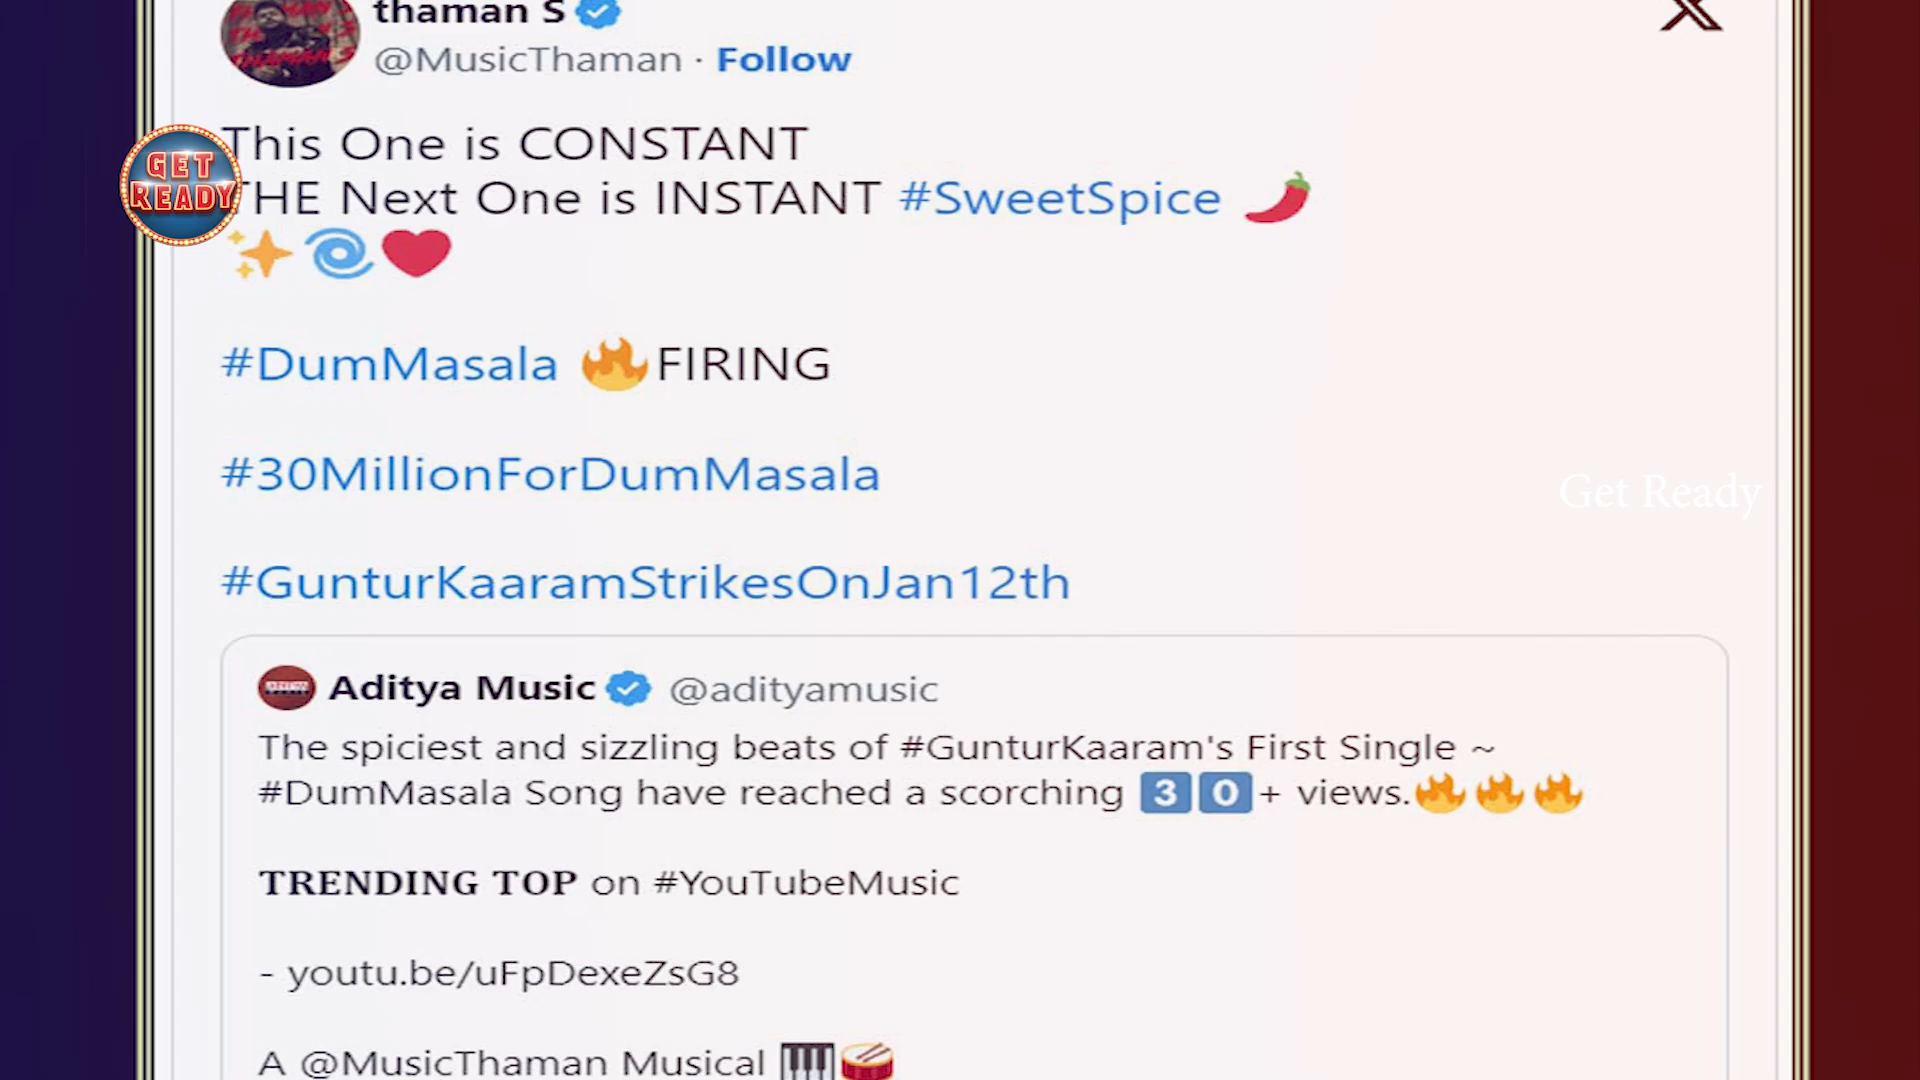 thaman S
@MusicThaman · Follow
This One is CONSTANT
THE Next One is INSTANT #SweetSpice 🌶️
✨🌀❤️
#DumMasala 🔥FIRING
#30MillionForDumMasala
#GunturKaaramStrikesOnJan12th
Aditya Music @adityamusic
The spiciest and sizzling beats of #GunturKaaram's First Single ~
#DumMasala Song have reached a scorching 3️⃣0️⃣+ views.🔥🔥🔥
𝐓𝐑𝐄𝐍𝐃𝐈𝐍𝐆 𝐓𝐎𝐏 on #YouTubeMusic
- youtu.be/uFpDexeZsG8
A @MusicThaman Musical 🎹🥁
GET
READY
Get Ready